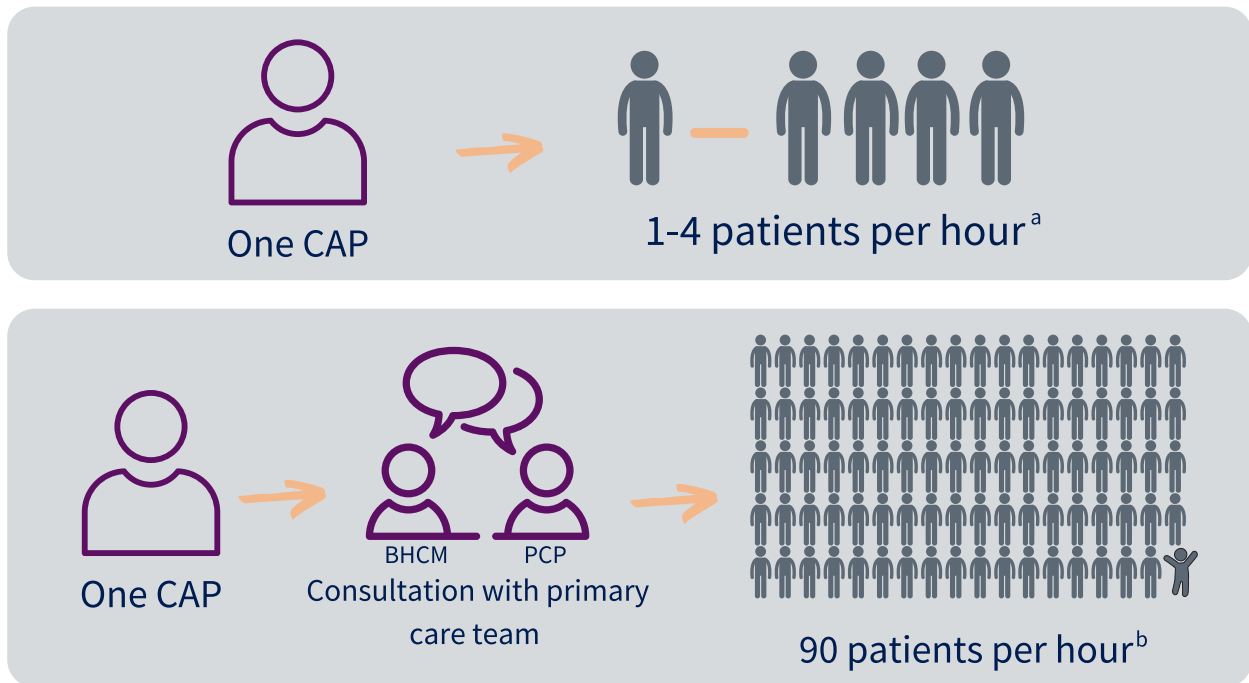 One CAP
1-4 patients per hour a
One CAP
BHCM
PCP
Consultation with primary
care team
90 patients per hour b